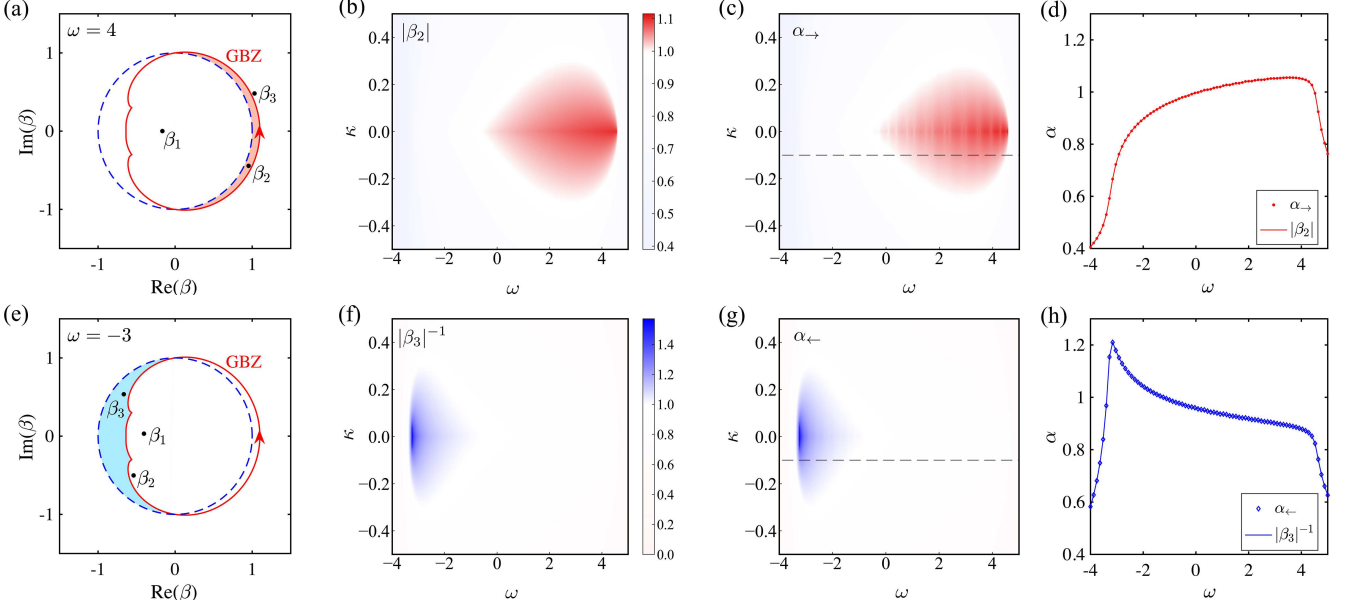 (a)
ω = 4
GBZ
β₃
β₁
β₂
Im(β)
1
0
-1
-1 0 1
Re(β)
(b)
|β₂|
κ
0.4
0.2
0.0
−0.2
−0.4
−4 −2 0 2 4
ω
1.1
1.0
0.9
0.8
0.7
0.6
0.5
0.4
(c)
α→
κ
0.4
0.2
0.0
−0.2
−0.4
−4 −2 0 2 4
ω
(d)
α
1.2
1
0.8
0.6
0.4
α→
|β₂|
-4 -2 0 2 4
ω
(e)
ω = −3
GBZ
β₃
β₁
β₂
Im(β)
1
0
-1
-1 0 1
Re(β)
(f)
|β₃|⁻¹
κ
0.4
0.2
0.0
−0.2
−0.4
−4 −2 0 2 4
ω
1.4
1.2
1.0
0.8
0.6
0.4
0.2
0.0
(g)
α←
κ
0.4
0.2
0.0
−0.2
−0.4
−4 −2 0 2 4
ω
(h)
α
1.2
1
0.8
0.6
0.4
α←
|β₃|⁻¹
-4 -2 0 2 4
ω